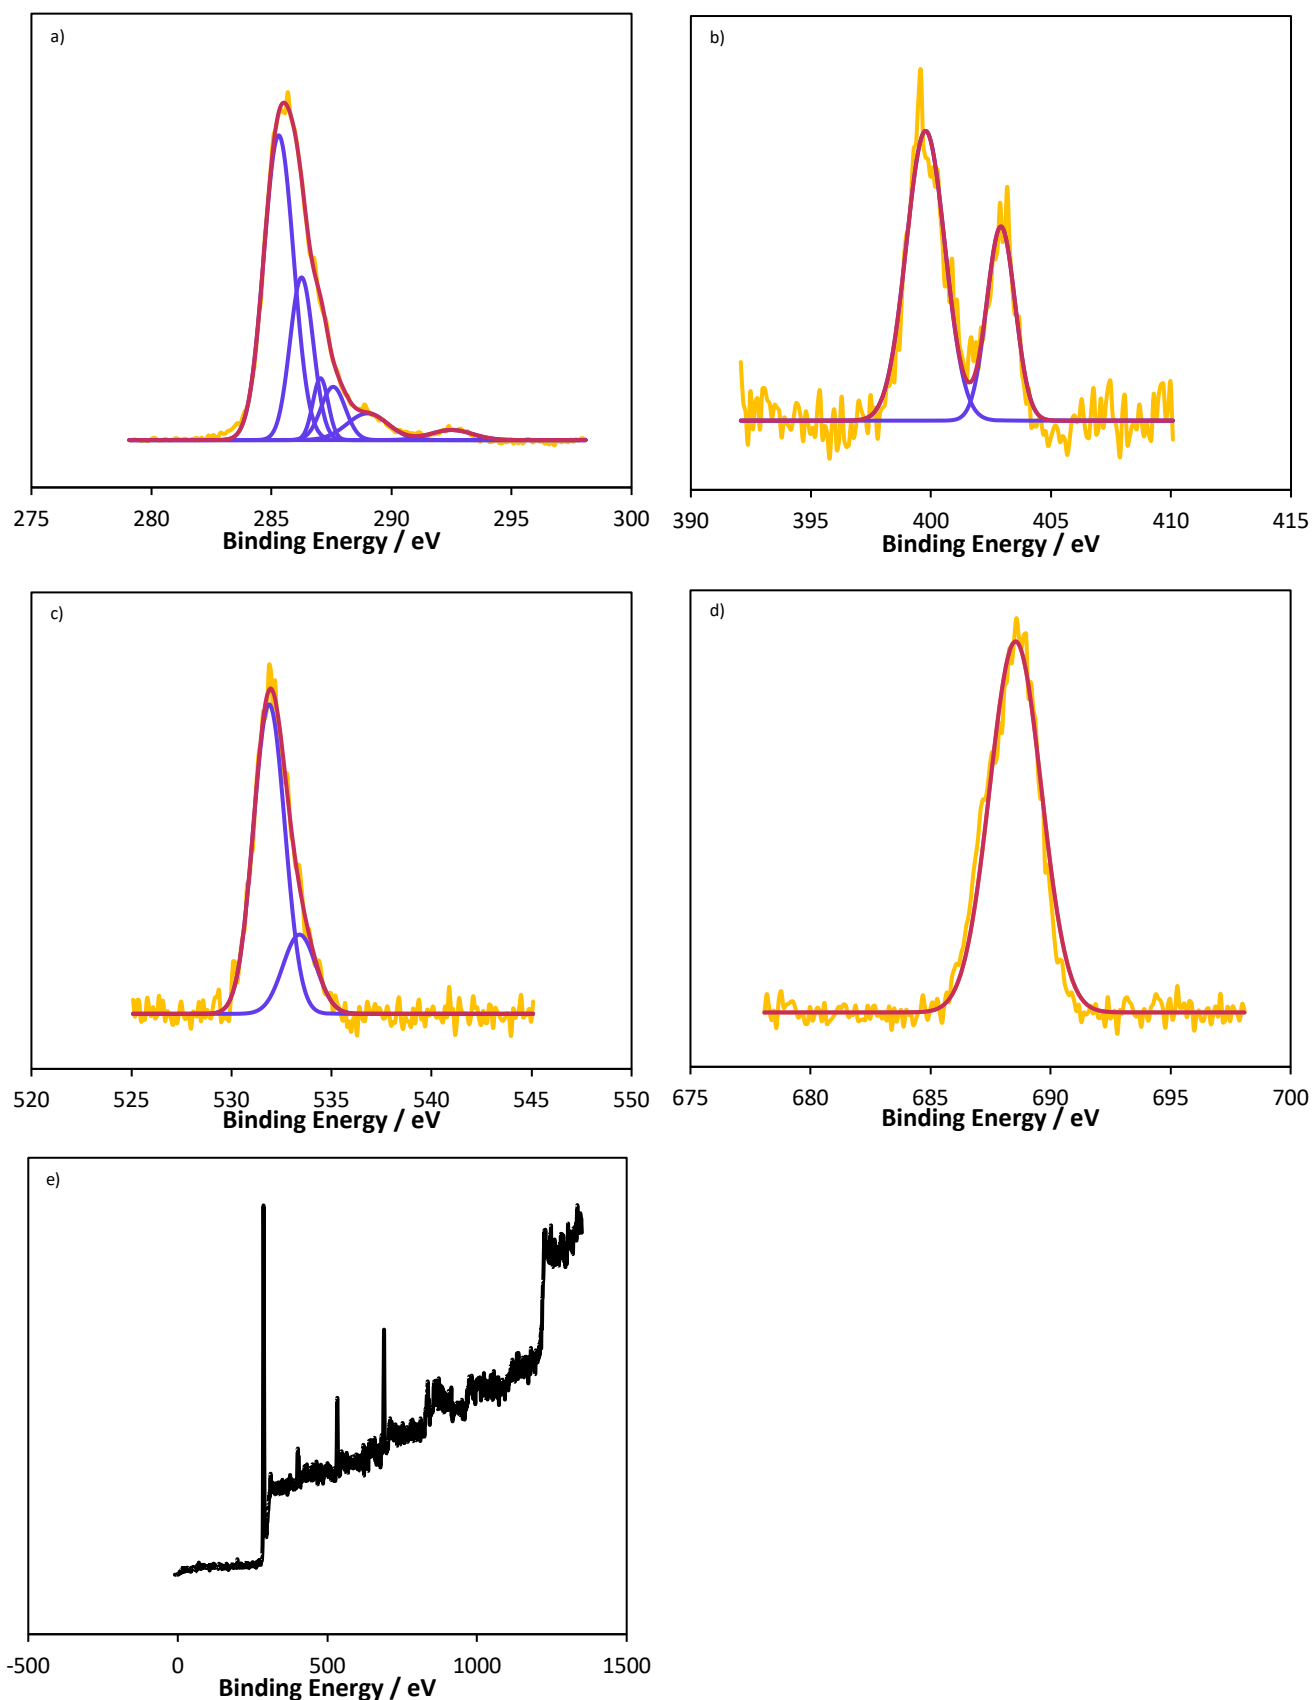 a)
275 280 285 290 295 300
Binding Energy / eV
b)
390 395 400 405 410 415
Binding Energy / eV
c)
520 525 530 535 540 545 550
Binding Energy / eV
d)
675 680 685 690 695 700
Binding Energy / eV
e)
-500 0 500 1000 1500
Binding Energy / eV